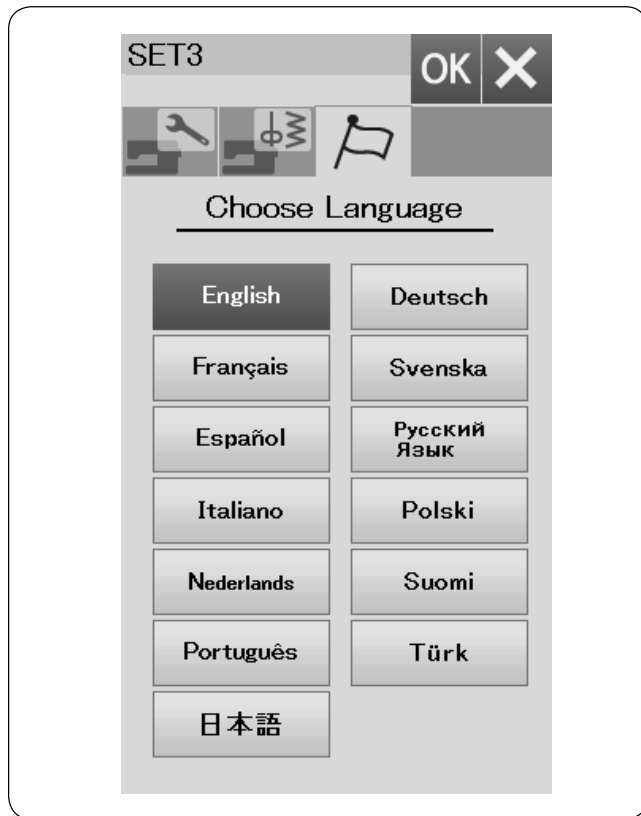 SET3
OK
Choose Language
English
Deutsch
Français
Svenska
Español
Русский
Язык
Italiano
Polski
Nederlands
Suomi
Português
Türk
日本語